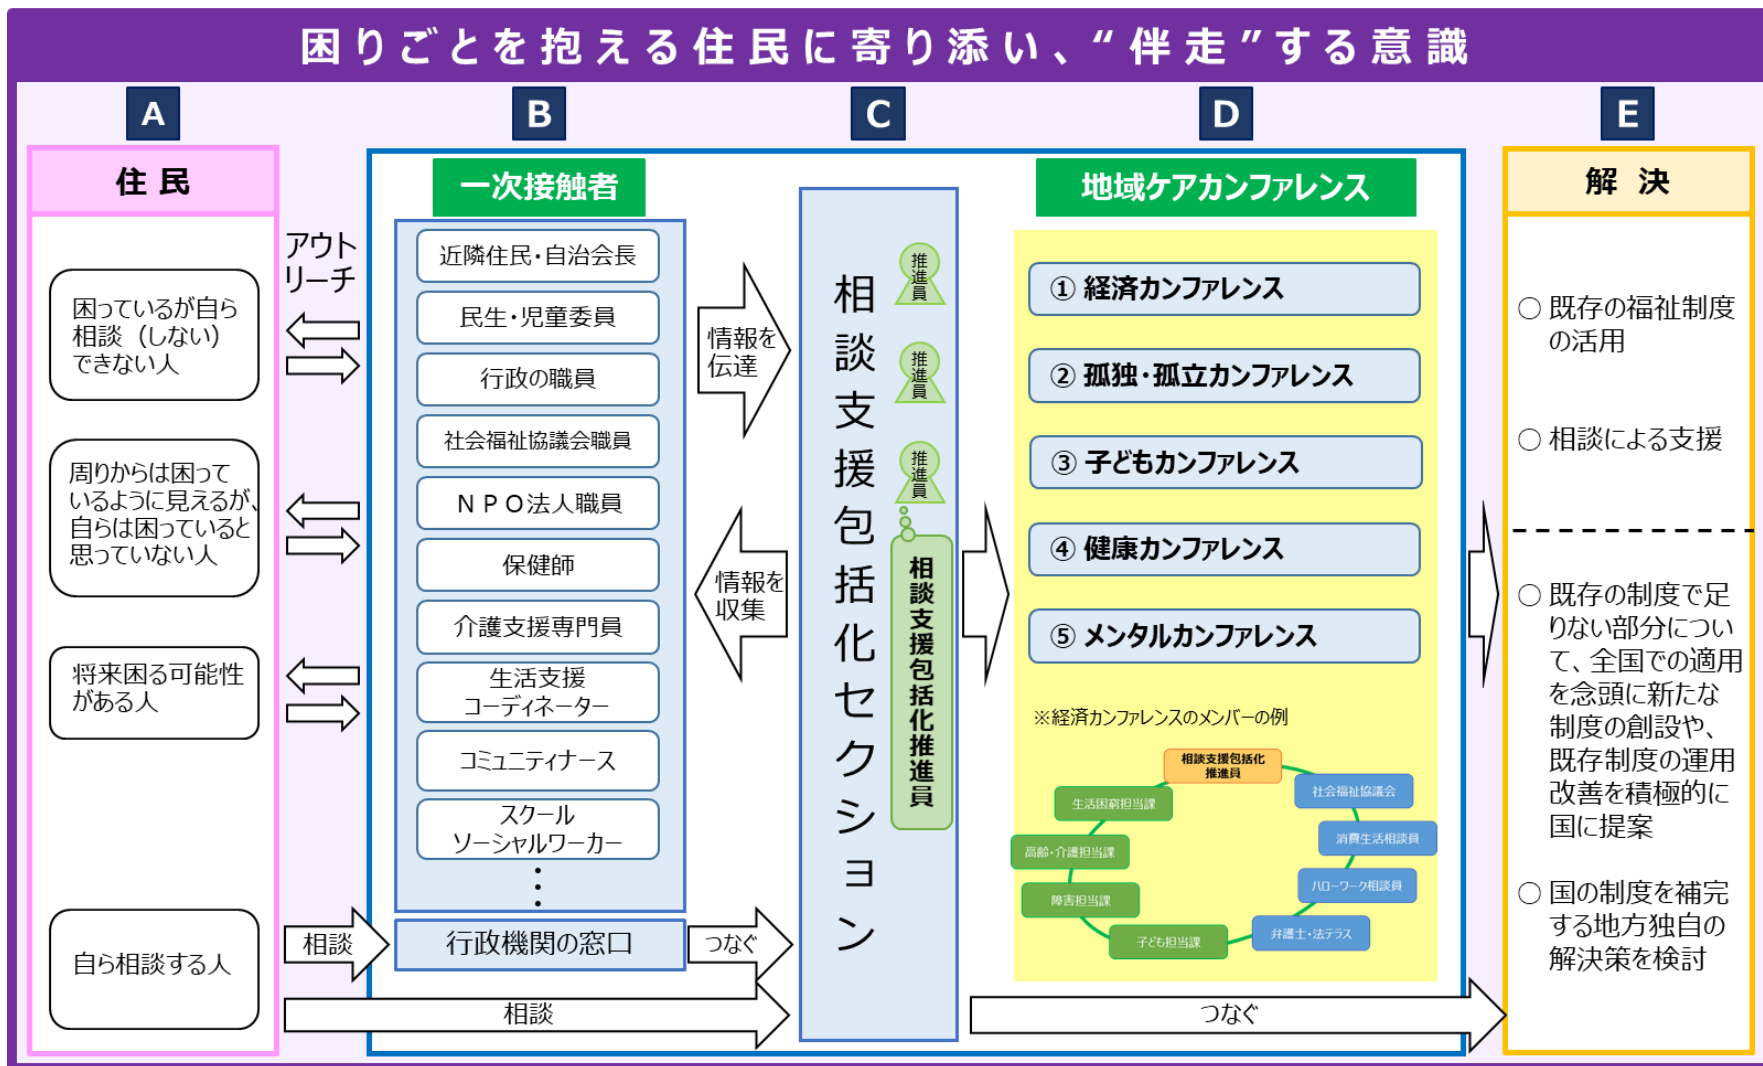 困りごとを抱える住民に寄り添い、“伴走”する意識
A
B
C
D
E
住民
困っているが自ら
相談（しない）
できない人
周りからは困って
いるように見えるが、
自らは困っていると
思っていない人
将来困る可能性
がある人
自ら相談する人
アウト
リーチ
相談
相談
一次接触者
近隣住民・自治会長
民生・児童委員
行政の職員
社会福祉協議会職員
ＮＰＯ法人職員
保健師
介護支援専門員
生活支援
コーディネーター
コミュニティナース
スクール
ソーシャルワーカー
⋮
行政機関の窓口
情報を
伝達
情報を
収集
つなぐ
相談支援包括化セクション
推進員
推進員
推進員
相談支援包括化推進員
地域ケアカンファレンス
① 経済カンファレンス
② 孤独・孤立カンファレンス
③ 子どもカンファレンス
④ 健康カンファレンス
⑤ メンタルカンファレンス
※経済カンファレンスのメンバーの例
相談支援包括化
推進員
生活困窮担当課
社会福祉協議会
高齢・介護担当課
消費生活相談員
障害担当課
ハローワーク相談員
子ども担当課
弁護士・法テラス
つなぐ
解決
○ 既存の福祉制度
の活用
○ 相談による支援
○ 既存の制度で足
りない部分につい
て、全国での適用
を念頭に新たな
制度の創設や、
既存制度の運用
改善を積極的に
国に提案
○ 国の制度を補完
する地方独自の
解決策を検討